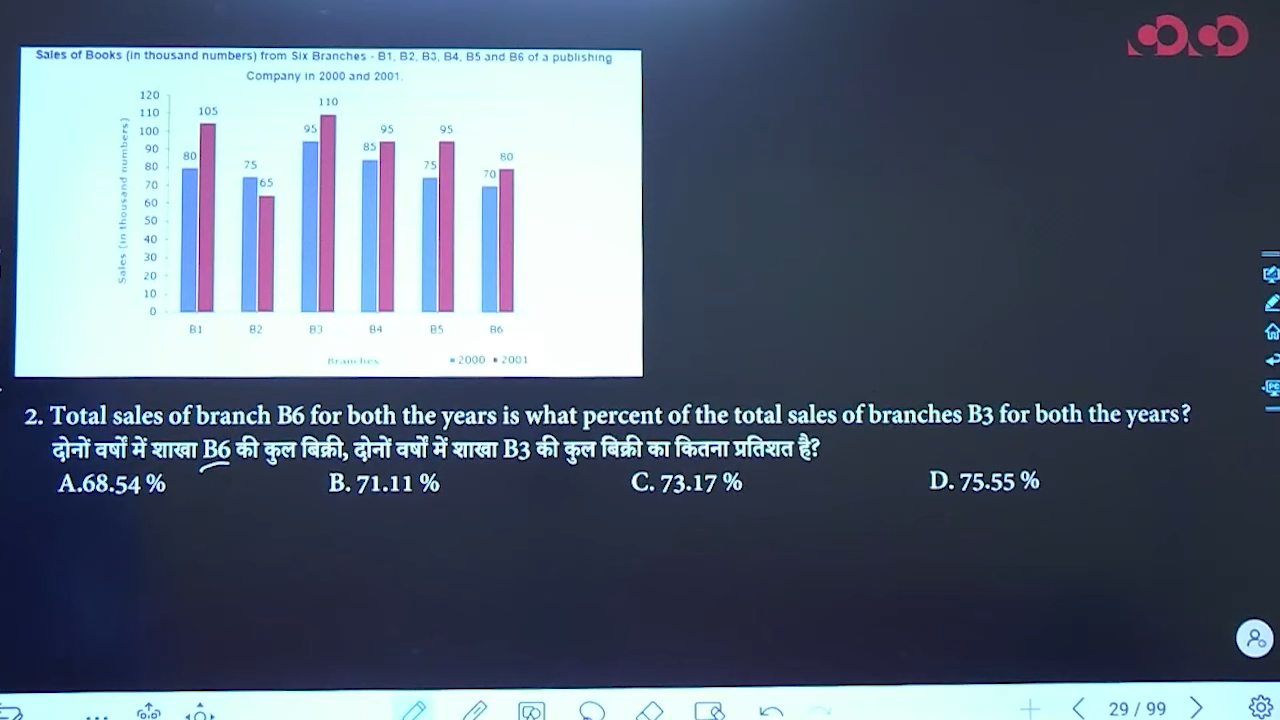 Sales of Books (in thousand numbers) from Six Branches - B1, B2, B3, B4, B5 and B6 of a publishing
Company in 2000 and 2001.
Sales (in thousand numbers)
120
110
100
90
80
70
60
50
40
30
20
10
0
80
105
75
65
95
110
85
95
75
95
70
80
B1
B2
B3
B4
B5
B6
Branches
2000
2001
2. Total sales of branch B6 for both the years is what percent of the total sales of branches B3 for both the years?
दोनों वर्षों में शाखा B6 की कुल बिक्री, दोनों वर्षों में शाखा B3 की कुल बिक्री का कितना प्रतिशत है?
A.68.54 % B. 71.11 % C. 73.17 % D. 75.55 %
29 / 99